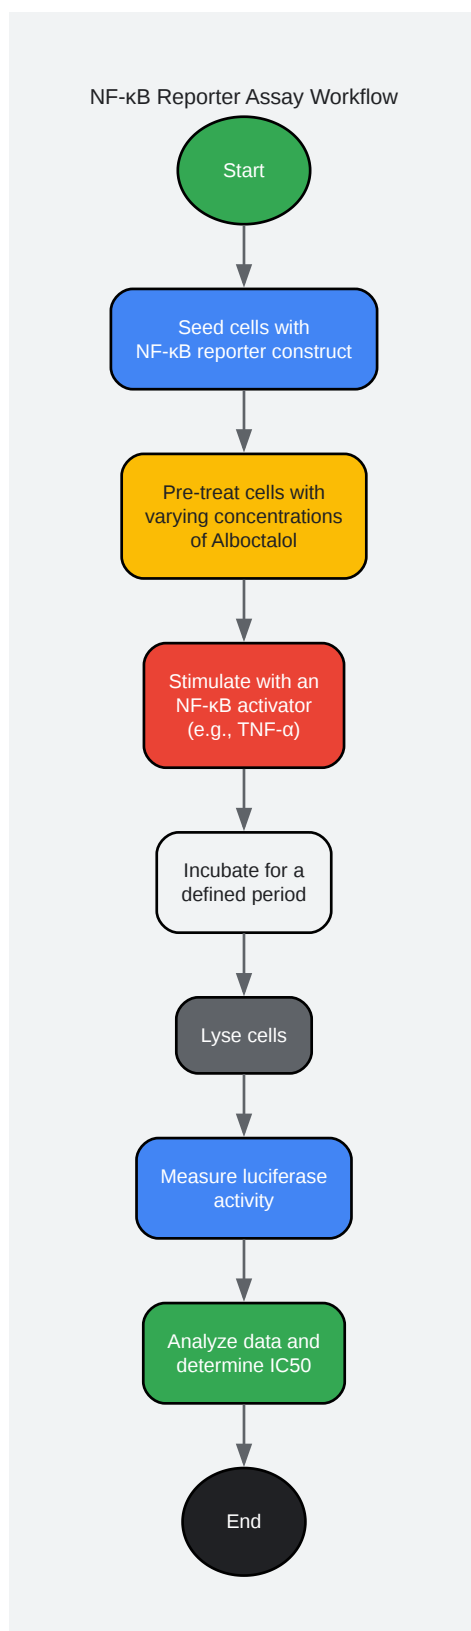 NF-κB Reporter Assay Workflow
Start
Seed cells with
NF-κB reporter construct
Pre-treat cells with
varying concentrations
of Alboctalol
Stimulate with an
NF-κB activator
(e.g., TNF-α)
Incubate for a
defined period
Lyse cells
Measure luciferase
activity
Analyze data and
determine IC50
End